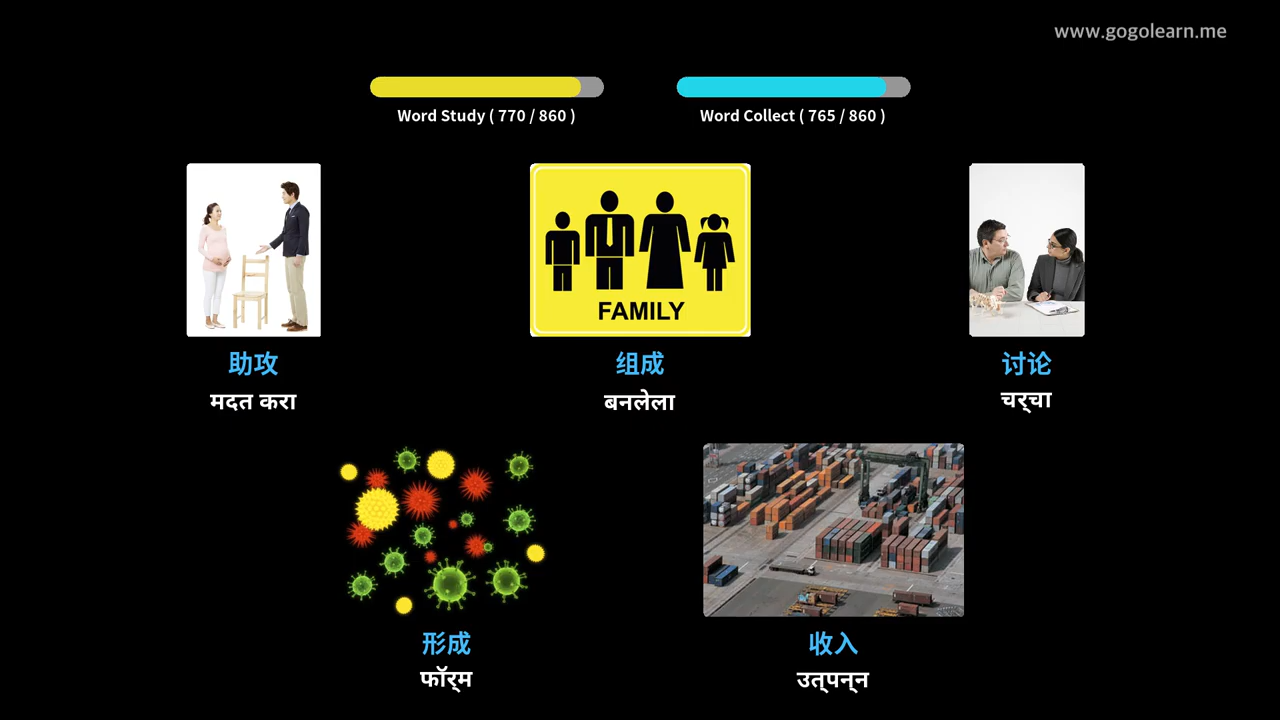 www.gogolearn.me
Word Study ( 770 / 860 )
Word Collect ( 765 / 860 )
FAMILY
助攻
मदत करा
组成
बनलेला
讨论
चर्‌चा
形成
फॉर्‌म
收入
उत्‌पन्‌न